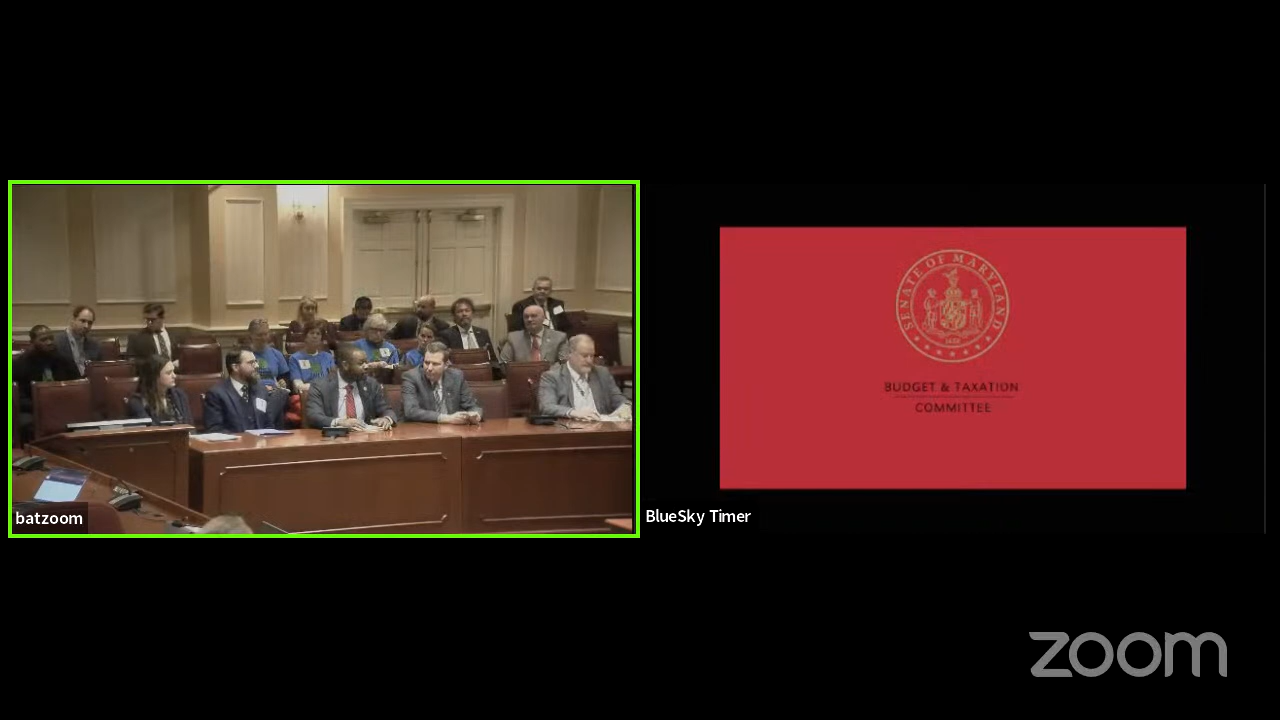 batzoom
BlueSky Timer
SENATE OF MARYLAND
BUDGET & TAXATION
COMMITTEE
zoom